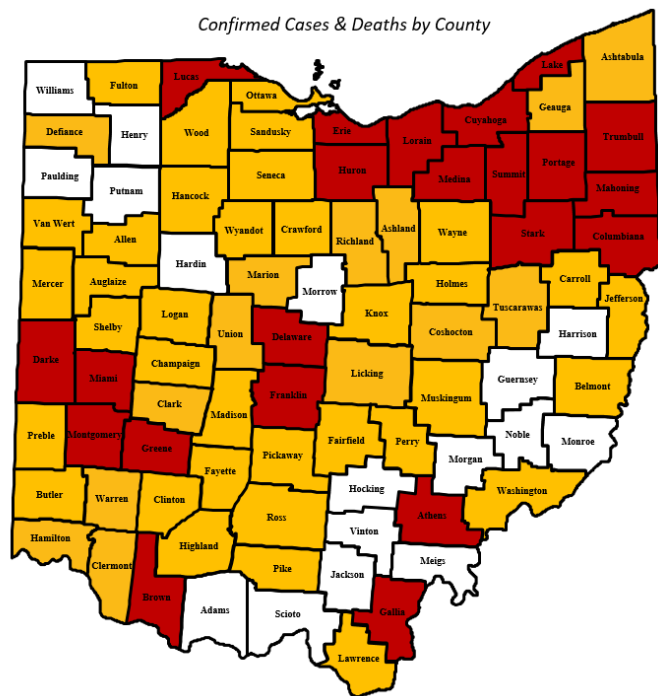 Confirmed Cases & Deaths by County
Ashtabula
Lake
Lucas
Fulton
Williams
Ottawa
Geauga
Cuyahoga
Erie
Lorain
Defiance
Henry
Wood
Sandusky
Trumbull
Portage
Summit
Huron
Medina
Paulding
Seneca
Mahoning
Putnam
Hancock
Van Wert
Wyandot
Crawford
Richland
Ashland
Wayne
Stark
Columbiana
Allen
Hardin
Marion
Morrow
Holmes
Carroll
Mercer
Auglaize
Jefferson
Tuscarawas
Logan
Union
Knox
Coshocton
Harrison
Shelby
Delaware
Darke
Champaign
Licking
Guernsey
Miami
Belmont
Clark
Franklin
Muskingum
Madison
Noble
Preble
Montgomery
Greene
Fairfield
Perry
Monroe
Pickaway
Morgan
Fayette
Hocking
Washington
Butler
Warren
Clinton
Ross
Athens
Vinton
Hamilton
Highland
Pike
Meigs
Clermont
Jackson
Brown
Adams
Scioto
Gallia
Lawrence